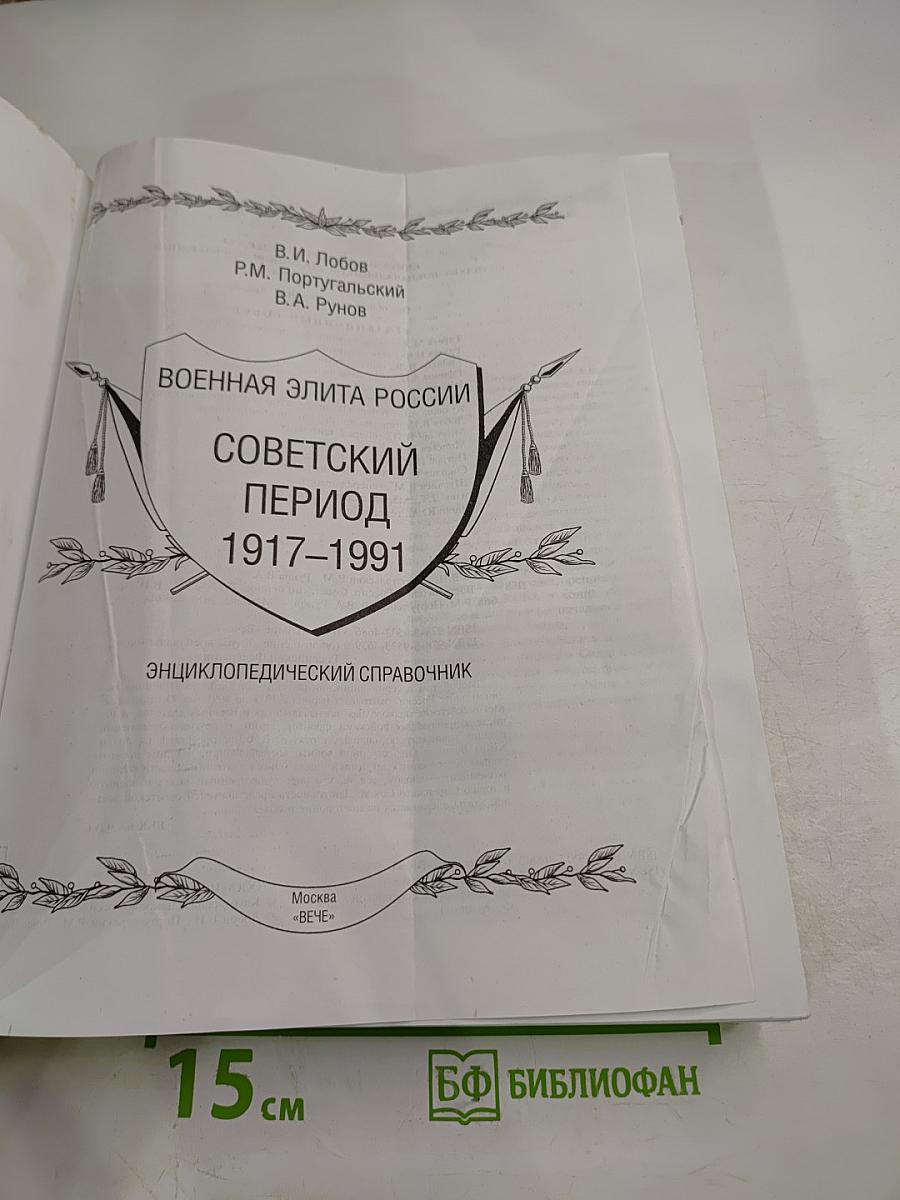 В.И. Лобов
Р.М. Португальский
В.А. Рунов
ВОЕННАЯ ЭЛИТА РОССИИ
СОВЕТСКИЙ
ПЕРИОД
1917–1991
ЭНЦИКЛОПЕДИЧЕСКИЙ СПРАВОЧНИК
Москва
«ВЕЧЕ»
15 см
БФ БИБЛИОФАН